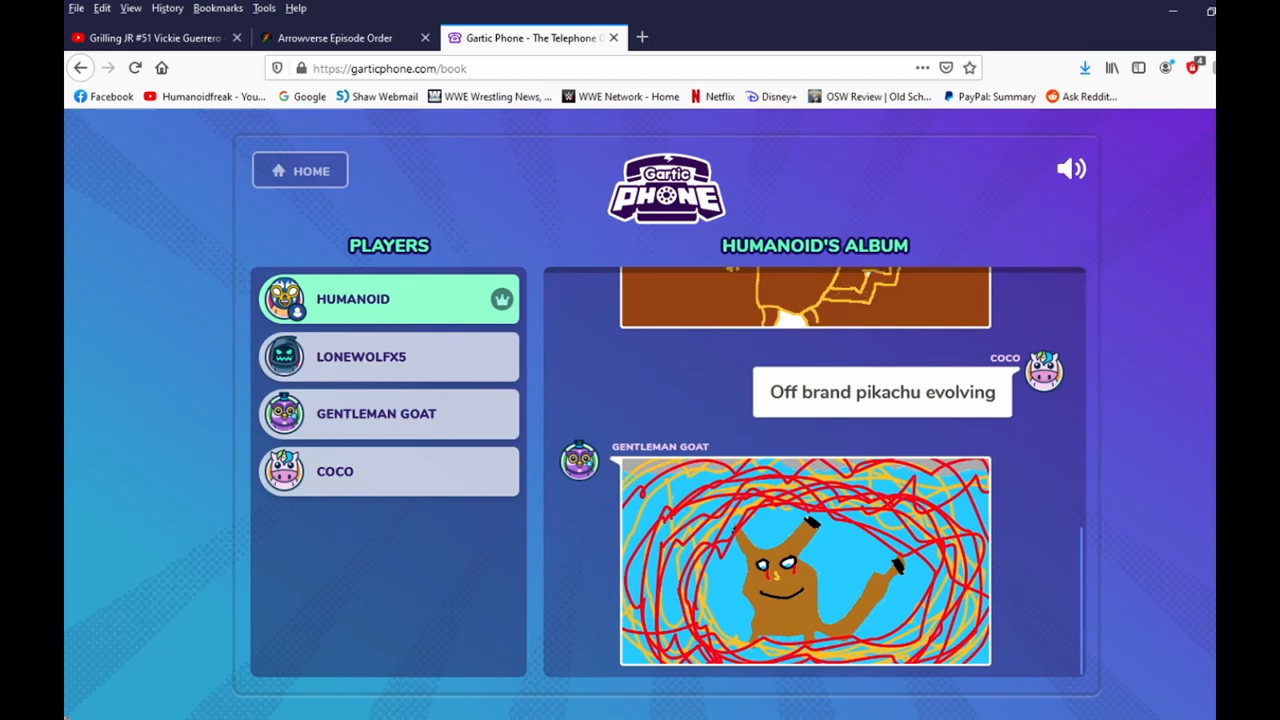 File Edit View History Bookmarks Tools Help
Grilling JR #51 Vickie Guerrero - Arrowverse Episode Order Gartic Phone - The Telephone G
https://garticphone.com/book
Facebook Humanoidfreak - You... Google Shaw Webmail WWE Wrestling News, ... WWE Network - Home Netflix Disney+ OSW Review | Old Sch... PayPal: Summary Ask Reddit...
4
HOME
Gartic
PHONE
PLAYERS
HUMANOID
LONEWOLFX5
GENTLEMAN GOAT
COCO
HUMANOID'S ALBUM
COCO
Off brand pikachu evolving
GENTLEMAN GOAT